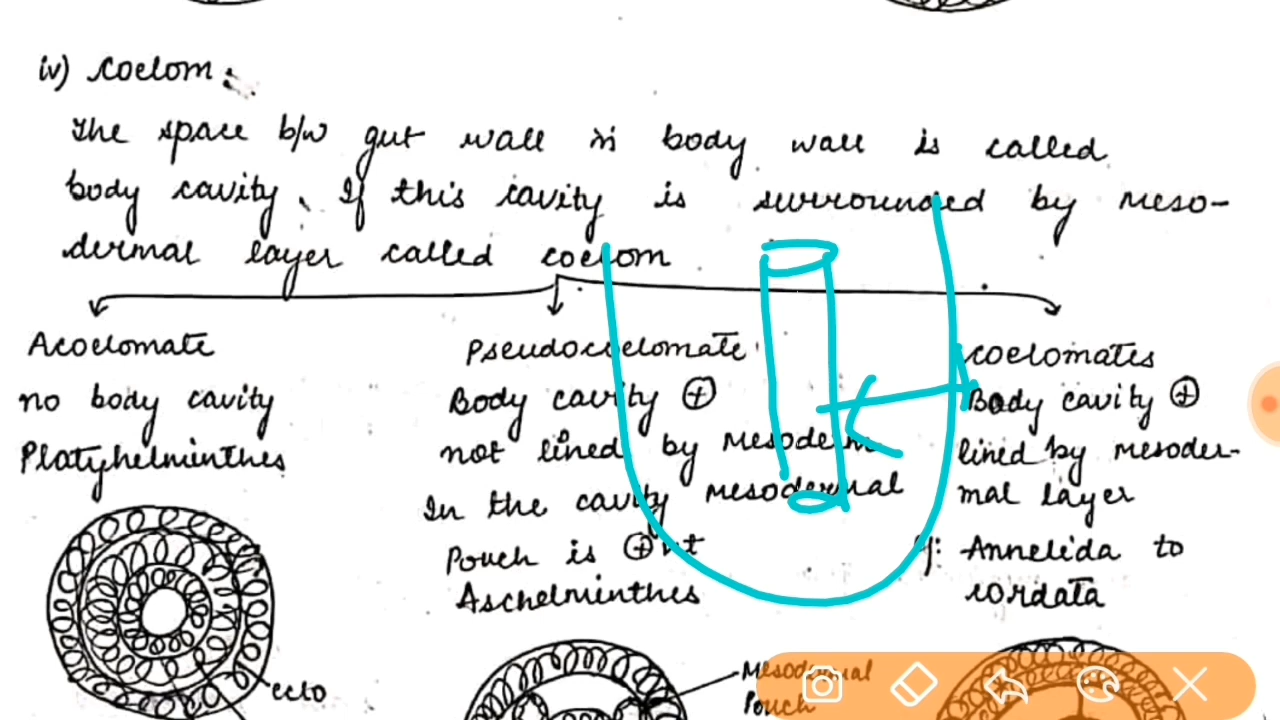 iv) Coelom:
The space b/w gut wall n body wall is called
body cavity. If this cavity is surrounded by meso-
dermal layer called coelom
Acoelomate
no body cavity
Platyhelminthes
ecto
Pseudocoelomate
Body cavity ⊕
not lined by Mesoderm
In the cavity mesodermal
Pouch is ⊕nt
Aschelminthes
Mesodermal
Pouch
coelomates
Body cavity ⊕
lined by mesoder-
mal layer
Annelida to
cordata